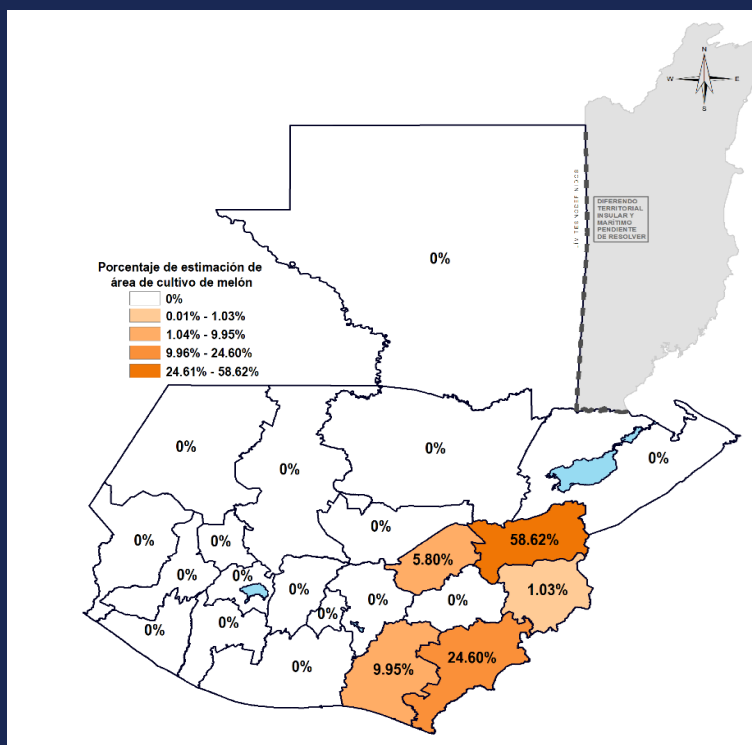 N
W E
S
LIMITES NO DEFINIDOS
DIFERENDO
TERRITORIAL
INSULAR Y
MARÍTIMO
PENDIENTE
DE RESOLVER
0%
Porcentaje de estimación de
área de cultivo de melón
0%
0.01% - 1.03%
1.04% - 9.95%
9.96% - 24.60%
24.61% - 58.62%
0%
0%
0%
0%
0%
58.62%
0%
0%
5.80%
0%
0%
1.03%
0%
0%
0%
0%
0%
0%
24.60%
0%
9.95%